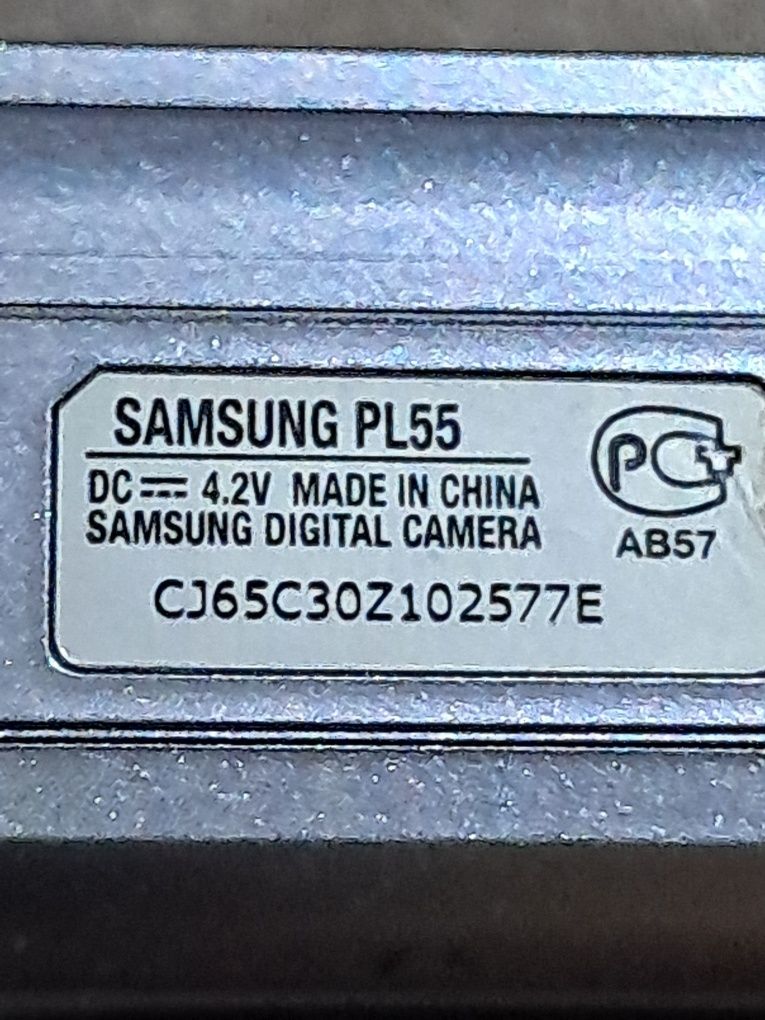 SAMSUNG PL55
DC⎓ 4.2V MADE IN CHINA
SAMSUNG DIGITAL CAMERA
PC
AB57
CJ65C30Z102577E